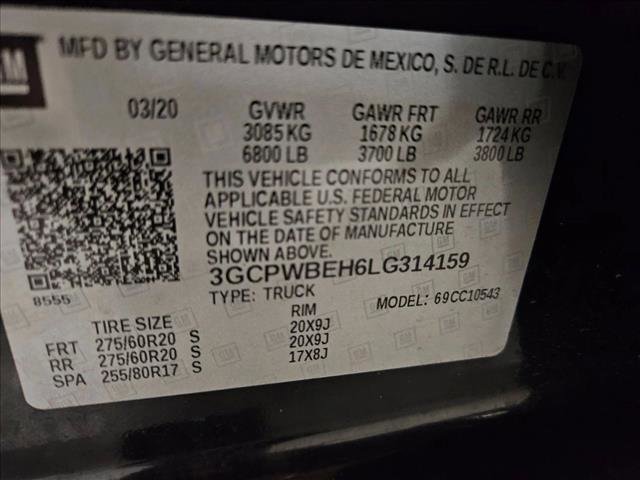 GM
MFD BY GENERAL MOTORS DE MEXICO, S. DE R.L. DE C.V.
03/20 GVWR GAWR FRT GAWR RR
3085 KG 1678 KG 1724 KG
6800 LB 3700 LB 3800 LB
THIS VEHICLE CONFORMS TO ALL
APPLICABLE U.S. FEDERAL MOTOR
VEHICLE SAFETY STANDARDS IN EFFECT
ON THE DATE OF MANUFACTURE
SHOWN ABOVE.
8555 3GCPWBEH6LG314159
TYPE: TRUCK MODEL: 69CC10543
TIRE SIZE RIM
FRT 275/60R20 S 20X9J
RR 275/60R20 S 20X9J
SPA 255/80R17 S 17X8J